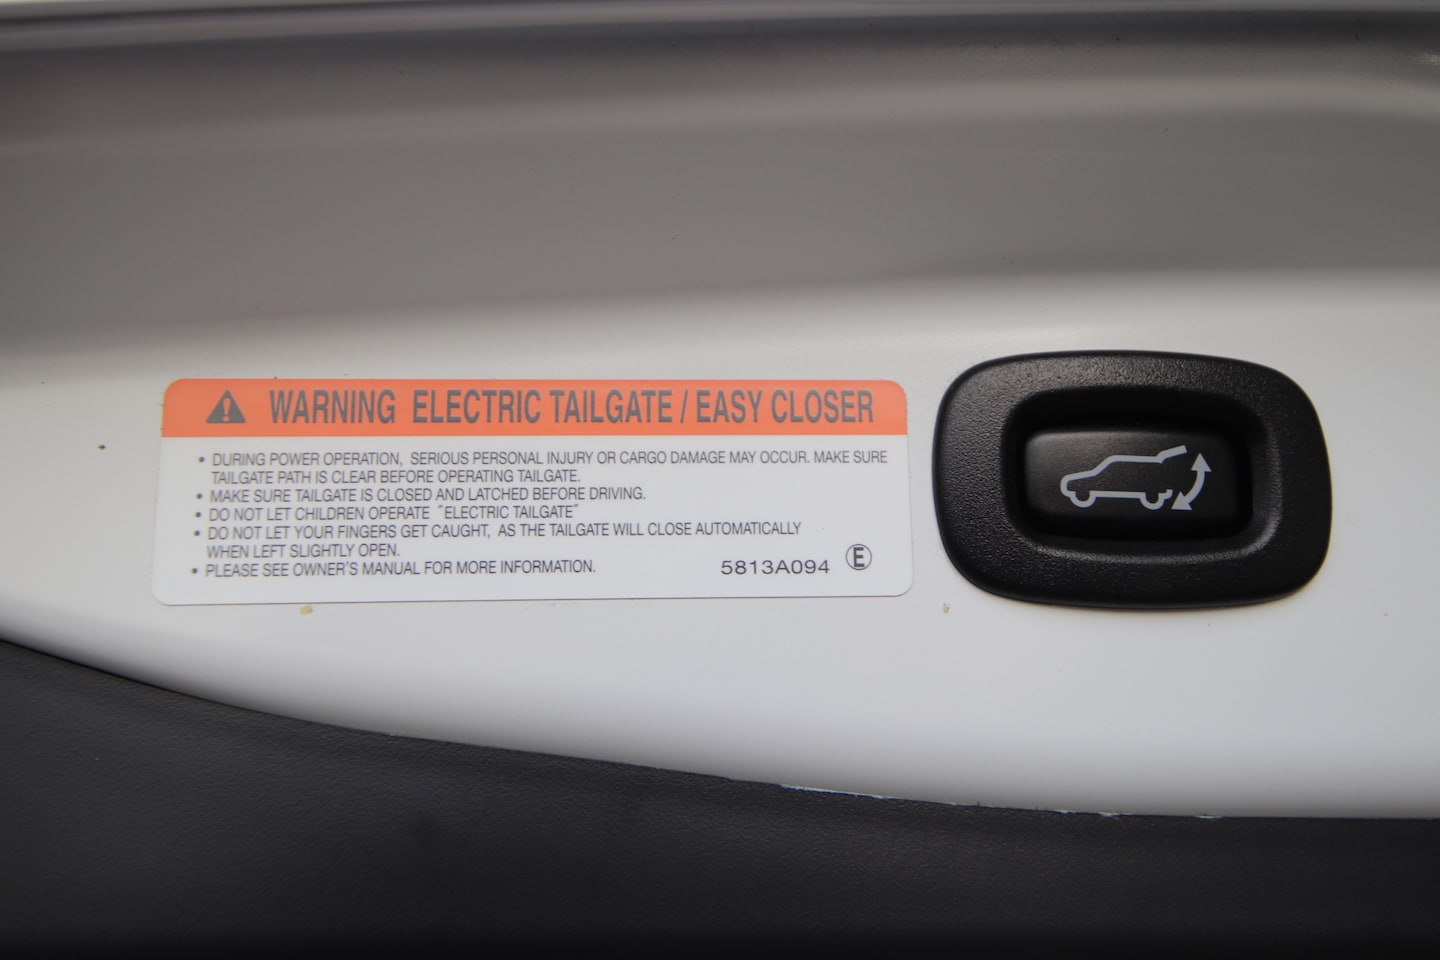 WARNING ELECTRIC TAILGATE / EASY CLOSER
• DURING POWER OPERATION, SERIOUS PERSONAL INJURY OR CARGO DAMAGE MAY OCCUR. MAKE SURE
TAILGATE PATH IS CLEAR BEFORE OPERATING TAILGATE.
• MAKE SURE TAILGATE IS CLOSED AND LATCHED BEFORE DRIVING.
• DO NOT LET CHILDREN OPERATE "ELECTRIC TAILGATE"
• DO NOT LET YOUR FINGERS GET CAUGHT, AS THE TAILGATE WILL CLOSE AUTOMATICALLY
WHEN LEFT SLIGHTLY OPEN.
• PLEASE SEE OWNER'S MANUAL FOR MORE INFORMATION.
5813A094 Ⓔ